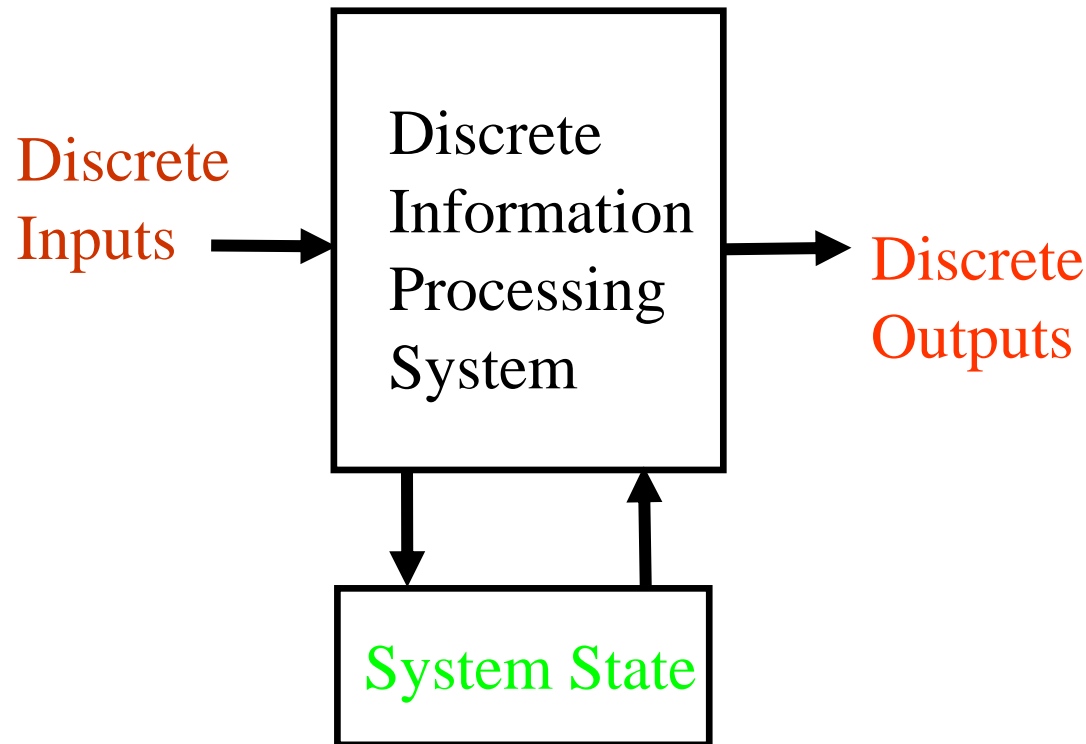 Discrete
Inputs
Discrete
Information
Processing
System
Discrete
Outputs
System State